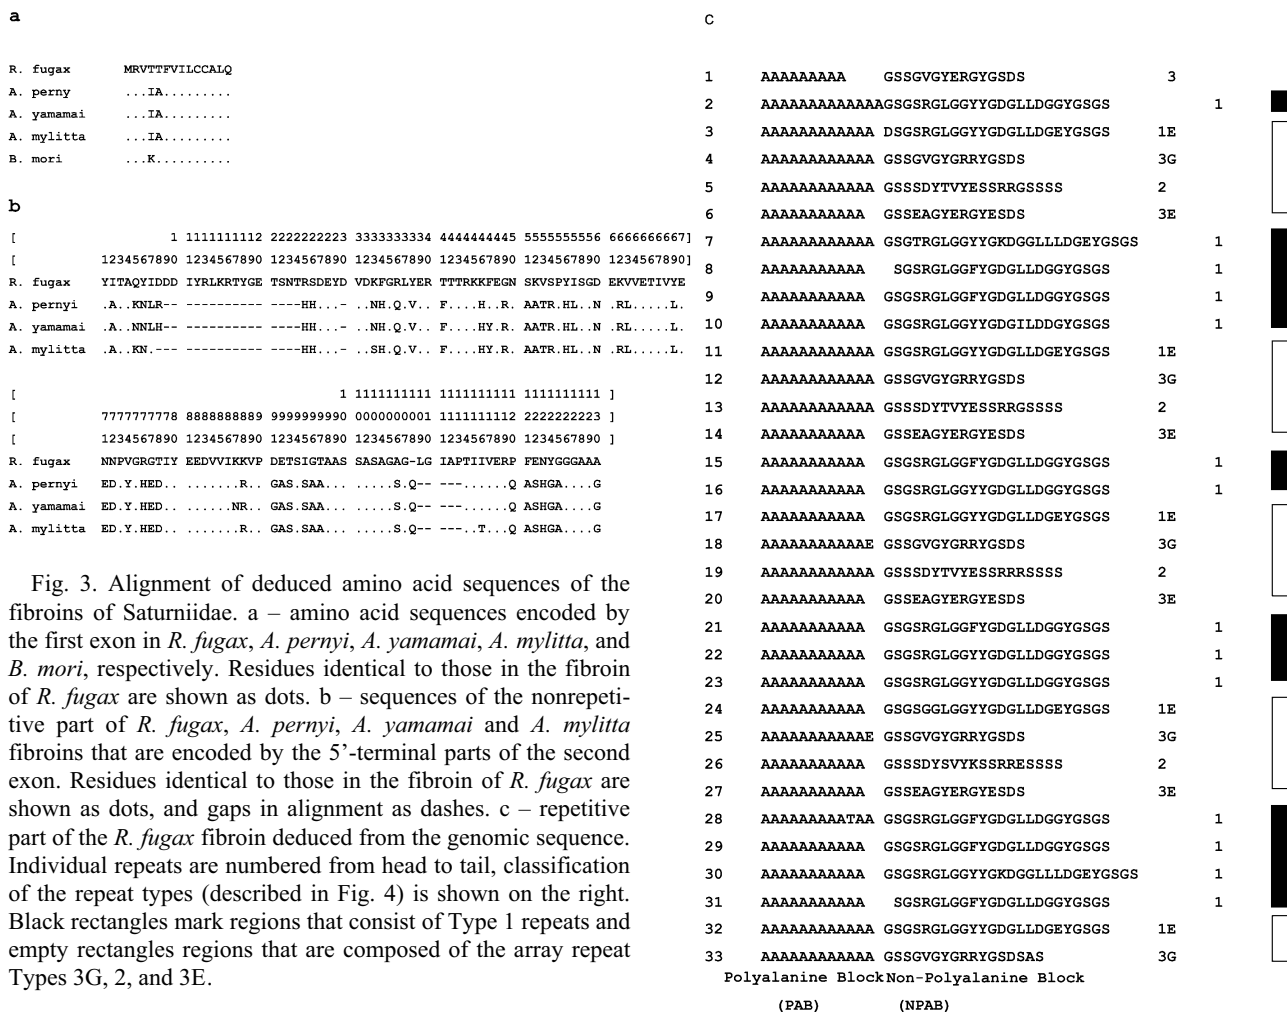 a
R. fugax MRVTTFVILCCALQ
A. perny ...IA.........
A. yamamai ...IA.........
A. mylitta ...IA.........
B. mori ...K..........
b
[ 1 1111111112 2222222223 3333333334 4444444445 5555555556 6666666667]
[ 1234567890 1234567890 1234567890 1234567890 1234567890 1234567890 1234567890]
R. fugax YITAQYIDDD IYRLKRTYGE TSNTRSDEYD VDKFGRLYER TTTRKKFEGN SKVSPYISGD EKVVETIVYE
A. pernyi .A..KNLR-- ---------- ----HH...- ..NH.Q.V.. F....H..R. AATR.HL..N .RL.....L.
A. yamamai .A..KNLH-- ---------- ----HH...- ..NH.Q.V.. F....HY.R. AATR.HL..N .RL.....L.
A. mylitta .A..KN.--- ---------- ----HH...- ..SH.Q.V.. F....HY.R. AATR.HL..N .RL.....L.
[ 1 1111111111 1111111111 1111111111 ]
[ 7777777778 8888888889 9999999990 0000000001 1111111112 2222222223 ]
[ 1234567890 1234567890 1234567890 1234567890 1234567890 1234567890 ]
R. fugax NNPVGRGTIY EEDVVIKKVP DETSIGTAAS SASAGAG-LG IAPTIIVERP FENYGGGAAA
A. pernyi ED.Y.HED.. .......R.. GAS.SAA... .....S.Q-- ---......Q ASHGA....G
A. yamamai ED.Y.HED.. ......NR.. GAS.SAA... .....S.Q-- ---......Q ASHGA....G
A. mylitta ED.Y.HED.. .......R.. GAS.SAA... .....S.Q-- ---..T...Q ASHGA....G
Fig. 3. Alignment of deduced amino acid sequences of the
fibroins of Saturniidae. a – amino acid sequences encoded by
the first exon in R. fugax, A. pernyi, A. yamamai, A. mylitta, and
B. mori, respectively. Residues identical to those in the fibroin
of R. fugax are shown as dots. b – sequences of the nonrepeti-
tive part of R. fugax, A. pernyi, A. yamamai and A. mylitta
fibroins that are encoded by the 5’-terminal parts of the second
exon. Residues identical to those in the fibroin of R. fugax are
shown as dots, and gaps in alignment as dashes. c – repetitive
part of the R. fugax fibroin deduced from the genomic sequence.
Individual repeats are numbered from head to tail, classification
of the repeat types (described in Fig. 4) is shown on the right.
Black rectangles mark regions that consist of Type 1 repeats and
empty rectangles regions that are composed of the array repeat
Types 3G, 2, and 3E.
C
1 AAAAAAAAA GSSGVGYERGYGSDS 3
2 AAAAAAAAAAAAAGSGSRGLGGYYGDGLLDGGYGSGS 1
3 AAAAAAAAAAAA DSGSRGLGGYYGDGLLDGEYGSGS 1E
4 AAAAAAAAAAAA GSSGVGYGRRYGSDS 3G
5 AAAAAAAAAAAA GSSSDYTVYESSRRGSSSS 2
6 AAAAAAAAAAA GSSEAGYERGYESDS 3E
7 AAAAAAAAAAAA GSGTRGLGGYYGKDGGLLLDGEYGSGS 1
8 AAAAAAAAAAA SGSRGLGGFYGDGLLDGGYGSGS 1
9 AAAAAAAAAAA GSGSRGLGGFYGDGLLDGGYGSGS 1
10 AAAAAAAAAAA GSGSRGLGGYYGDGILDDGYGSGS 1
11 AAAAAAAAAAAA GSGSRGLGGYYGDGLLDGEYGSGS 1E
12 AAAAAAAAAAAA GSSGVGYGRRYGSDS 3G
13 AAAAAAAAAAAA GSSSDYTVYESSRRGSSSS 2
14 AAAAAAAAAAA GSSEAGYERGYESDS 3E
15 AAAAAAAAAAA GSGSRGLGGFYGDGLLDGGYGSGS 1
16 AAAAAAAAAAA GSGSRGLGGYYGDGLLDGGYGSGS 1
17 AAAAAAAAAAA GSGSRGLGGYYGDGLLDGEYGSGS 1E
18 AAAAAAAAAAAE GSSGVGYGRRYGSDS 3G
19 AAAAAAAAAAAA GSSSDYTVYESSRRRSSSS 2
20 AAAAAAAAAAA GSSEAGYERGYESDS 3E
21 AAAAAAAAAAA GSGSRGLGGFYGDGLLDGGYGSGS 1
22 AAAAAAAAAAA GSGSRGLGGYYGDGLLDGGYGSGS 1
23 AAAAAAAAAAA GSGSRGLGGYYGDGLLDGGYGSGS 1
24 AAAAAAAAAAA GSGSGGLGGYYGDGLLDGEYGSGS 1E
25 AAAAAAAAAAAE GSSGVGYGRRYGSDS 3G
26 AAAAAAAAAAA GSSSDYSVYKSSRRESSSS 2
27 AAAAAAAAAAA GSSEAGYERGYESDS 3E
28 AAAAAAAAATAA GSGSRGLGGFYGDGLLDGGYGSGS 1
29 AAAAAAAAAAA GSGSRGLGGFYGDGLLDGGYGSGS 1
30 AAAAAAAAAAA GSGSRGLGGYYGKDGGLLLDGEYGSGS 1
31 AAAAAAAAAAA SGSRGLGGFYGDGLLDGGYGSGS 1
32 AAAAAAAAAAAA GSGSRGLGGYYGDGLLDGEYGSGS 1E
33 AAAAAAAAAAAA GSSGVGYGRRYGSDSAS 3G
Polyalanine Block Non-Polyalanine Block
(PAB) (NPAB)